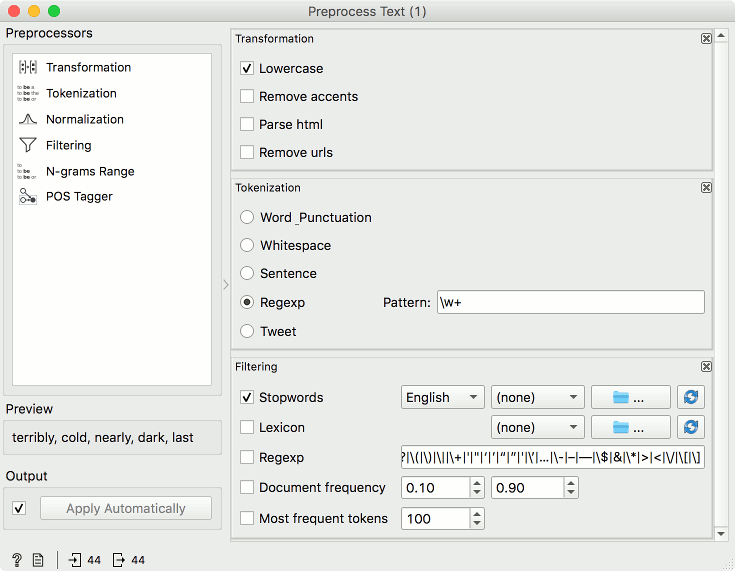 Preprocess Text (1)
Preprocessors
Transformation
Tokenization
Normalization
Filtering
N-grams Range
POS Tagger
Preview
terribly, cold, nearly, dark, last
Output
Apply Automatically
? 44 44
Transformation
Lowercase
Remove accents
Parse html
Remove urls
Tokenization
Word_Punctuation
Whitespace
Sentence
Regexp Pattern: \w+
Tweet
Filtering
Stopwords English (none) ...
Lexicon (none) ...
Regexp ?|\(|\)|\||\+|'|"|‘|’|“|”|'|\'|…|\-|–|—|\$|&|\*|>|<|\/|\[|\]
Document frequency 0.10 0.90
Most frequent tokens 100